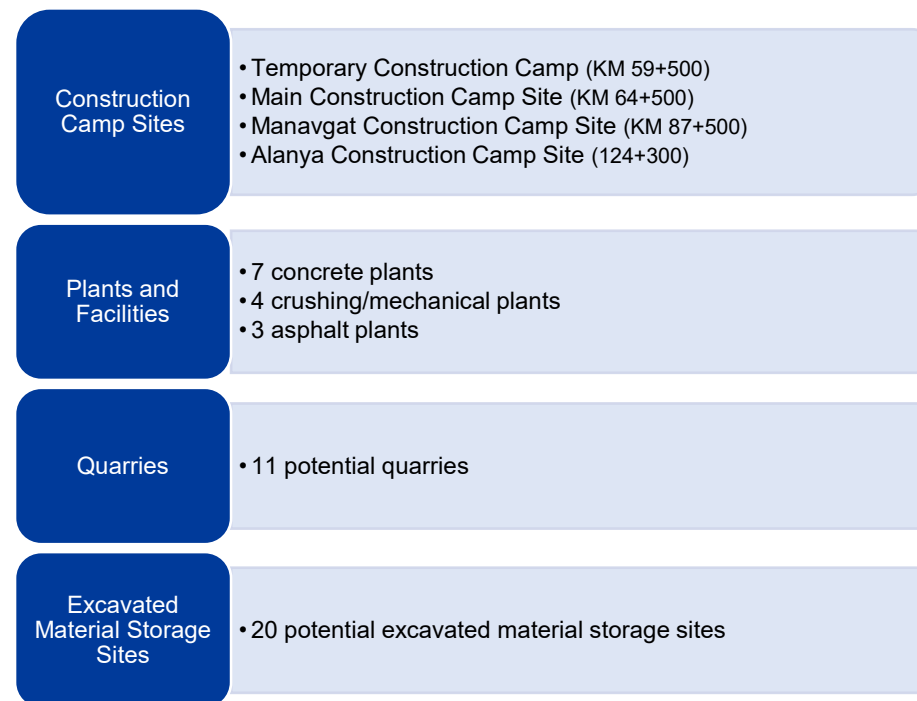 Construction
Camp Sites
• Temporary Construction Camp (KM 59+500)
• Main Construction Camp Site (KM 64+500)
• Manavgat Construction Camp Site (KM 87+500)
• Alanya Construction Camp Site (124+300)
Plants and
Facilities
• 7 concrete plants
• 4 crushing/mechanical plants
• 3 asphalt plants
Quarries
• 11 potential quarries
Excavated
Material Storage
Sites
• 20 potential excavated material storage sites